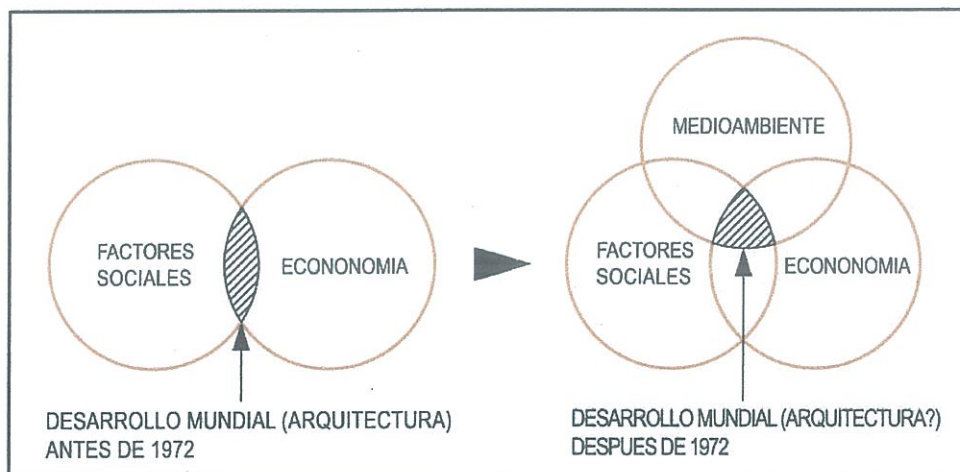 FACTORES
SOCIALES
ECONONOMIA
DESARROLLO MUNDIAL (ARQUITECTURA)
ANTES DE 1972
MEDIOAMBIENTE
FACTORES
SOCIALES
ECONONOMIA
DESARROLLO MUNDIAL (ARQUITECTURA?)
DESPUES DE 1972